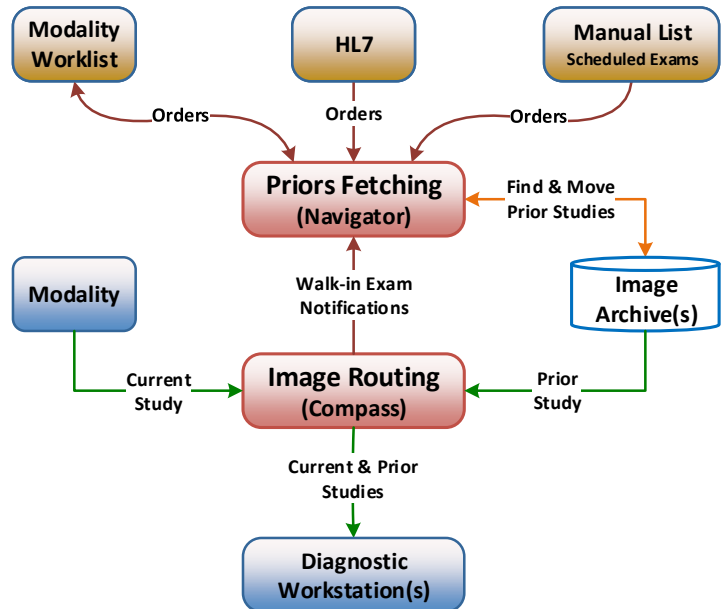 Modality
Worklist
HL7
Manual List
Scheduled Exams
Orders
Orders
Orders
Priors Fetching
(Navigator)
Find & Move
Prior Studies
Modality
Walk-in Exam
Notifications
Image
Archive(s)
Current
Study
Image Routing
(Compass)
Prior
Study
Current & Prior
Studies
Diagnostic
Workstation(s)